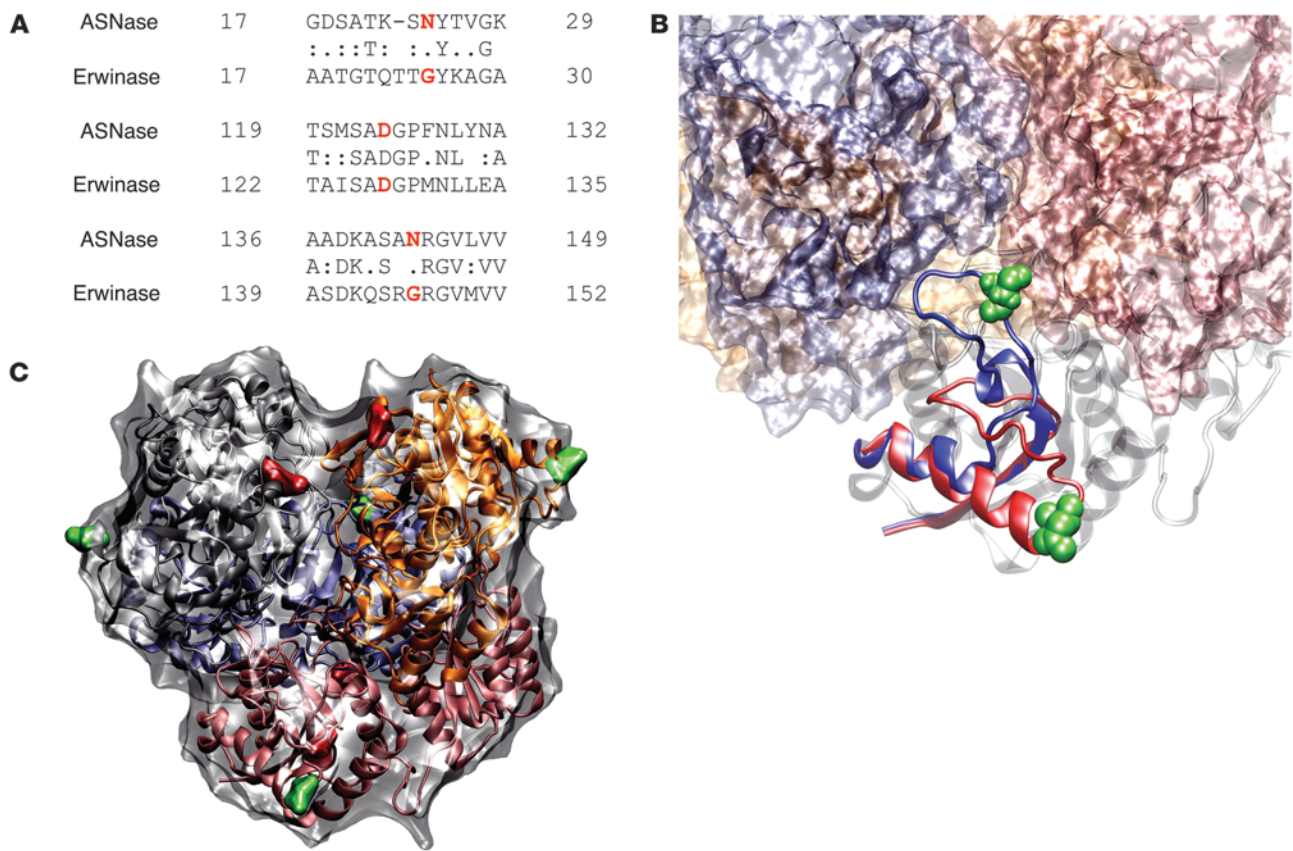 A
ASNase 17 GDSATK-SNYTVGK 29
:.::T: :.Y..G
Erwinase 17 AATGTQTTGYKAGA 30
ASNase 119 TSMSADGPFNLYNA 132
T::SADGP.NL :A
Erwinase 122 TAISADGPMNLLEA 135
ASNase 136 AADKASANRGVLVV 149
A:DK.S .RGV:VV
Erwinase 139 ASDKQSRGRGVMVV 152
B
C